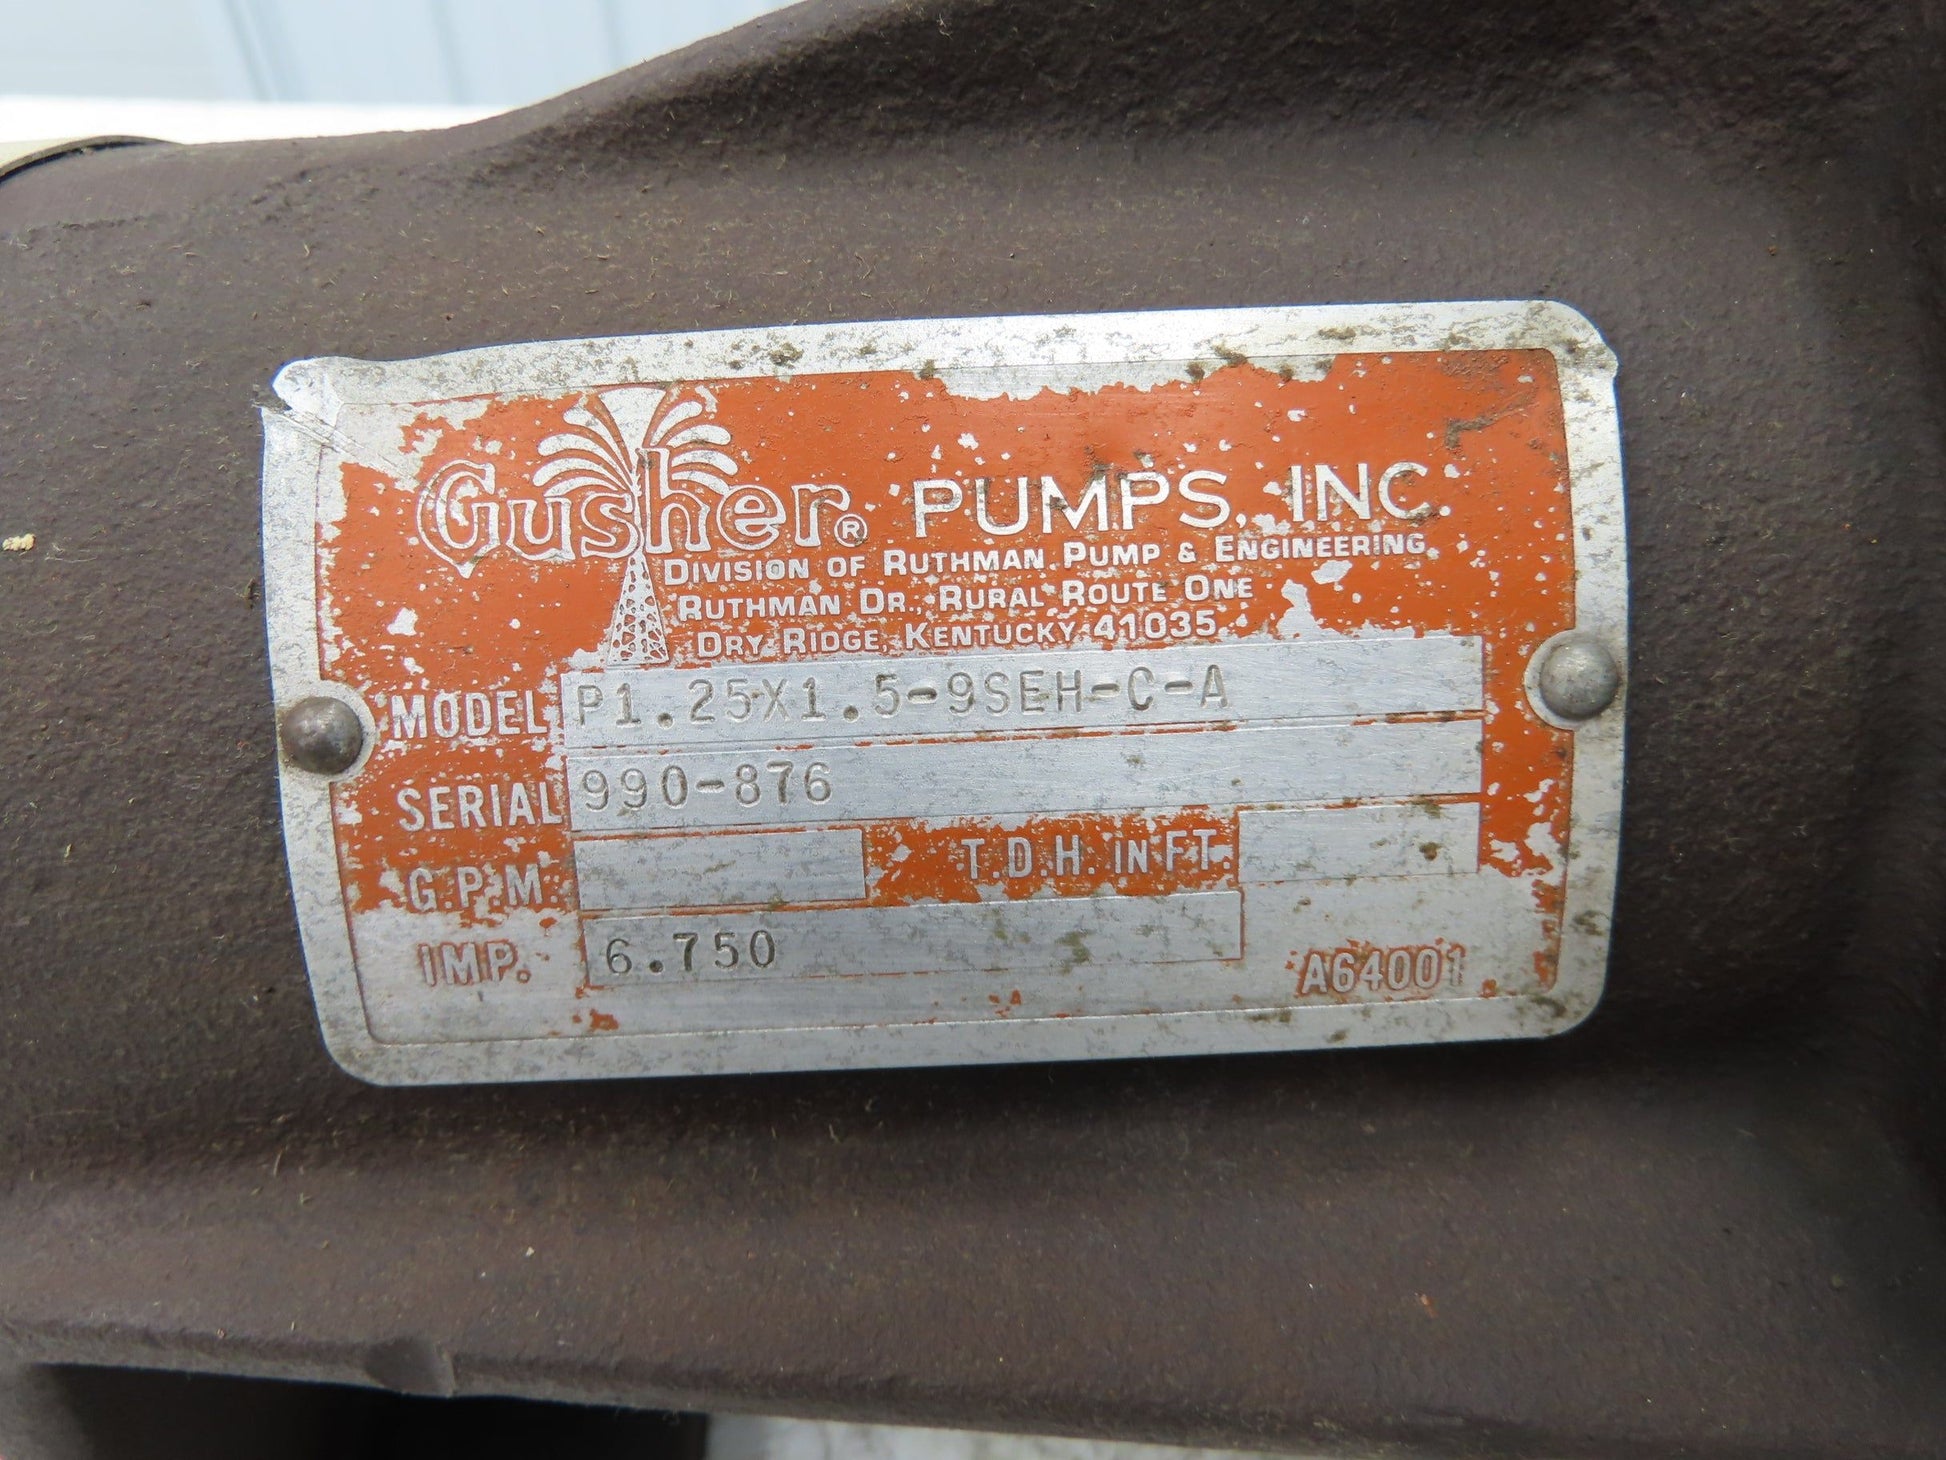 Gusher® PUMPS, INC.
DIVISION OF RUTHMAN PUMP & ENGINEERING
RUTHMAN DR., RURAL ROUTE ONE
DRY RIDGE, KENTUCKY 41035
MODEL P1.25X1.5-9SEH-C-A
SERIAL 990-876
G.P.M. T.D.H. IN FT.
IMP. 6.750 A64001